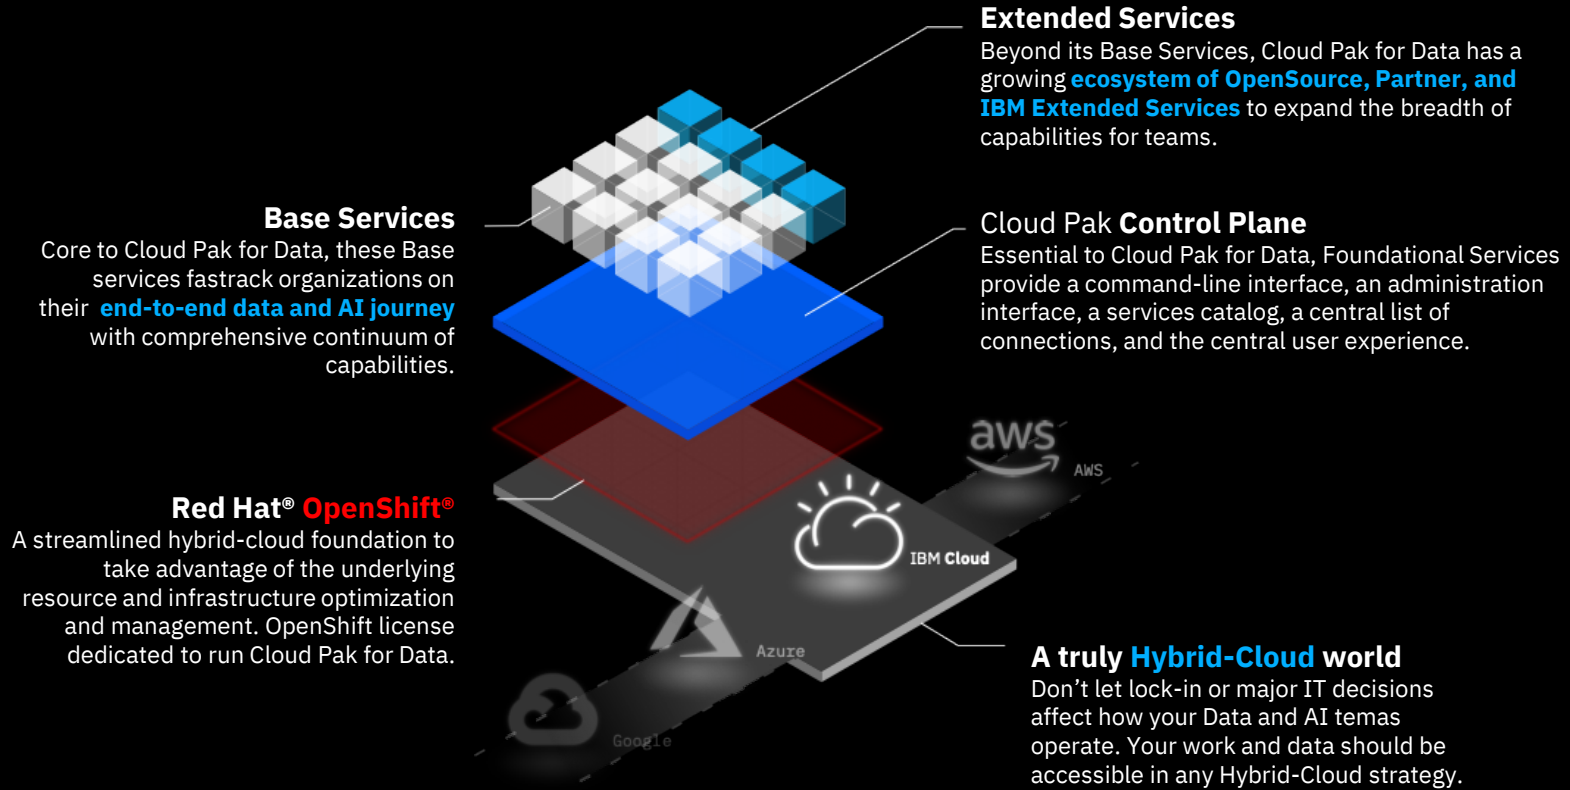 Extended Services
Beyond its Base Services, Cloud Pak for Data has a
growing ecosystem of OpenSource, Partner, and
IBM Extended Services to expand the breadth of
capabilities for teams.
Base Services
Core to Cloud Pak for Data, these Base
services fastrack organizations on
their end-to-end data and AI journey
with comprehensive continuum of
capabilities.
Cloud Pak Control Plane
Essential to Cloud Pak for Data, Foundational Services
provide a command-line interface, an administration
interface, a services catalog, a central list of
connections, and the central user experience.
Red Hat® OpenShift®
A streamlined hybrid-cloud foundation to
take advantage of the underlying
resource and infrastructure optimization
and management. OpenShift license
dedicated to run Cloud Pak for Data.
aws
AWS
IBM Cloud
Azure
Google
A truly Hybrid-Cloud world
Don’t let lock-in or major IT decisions
affect how your Data and AI temas
operate. Your work and data should be
accessible in any Hybrid-Cloud strategy.